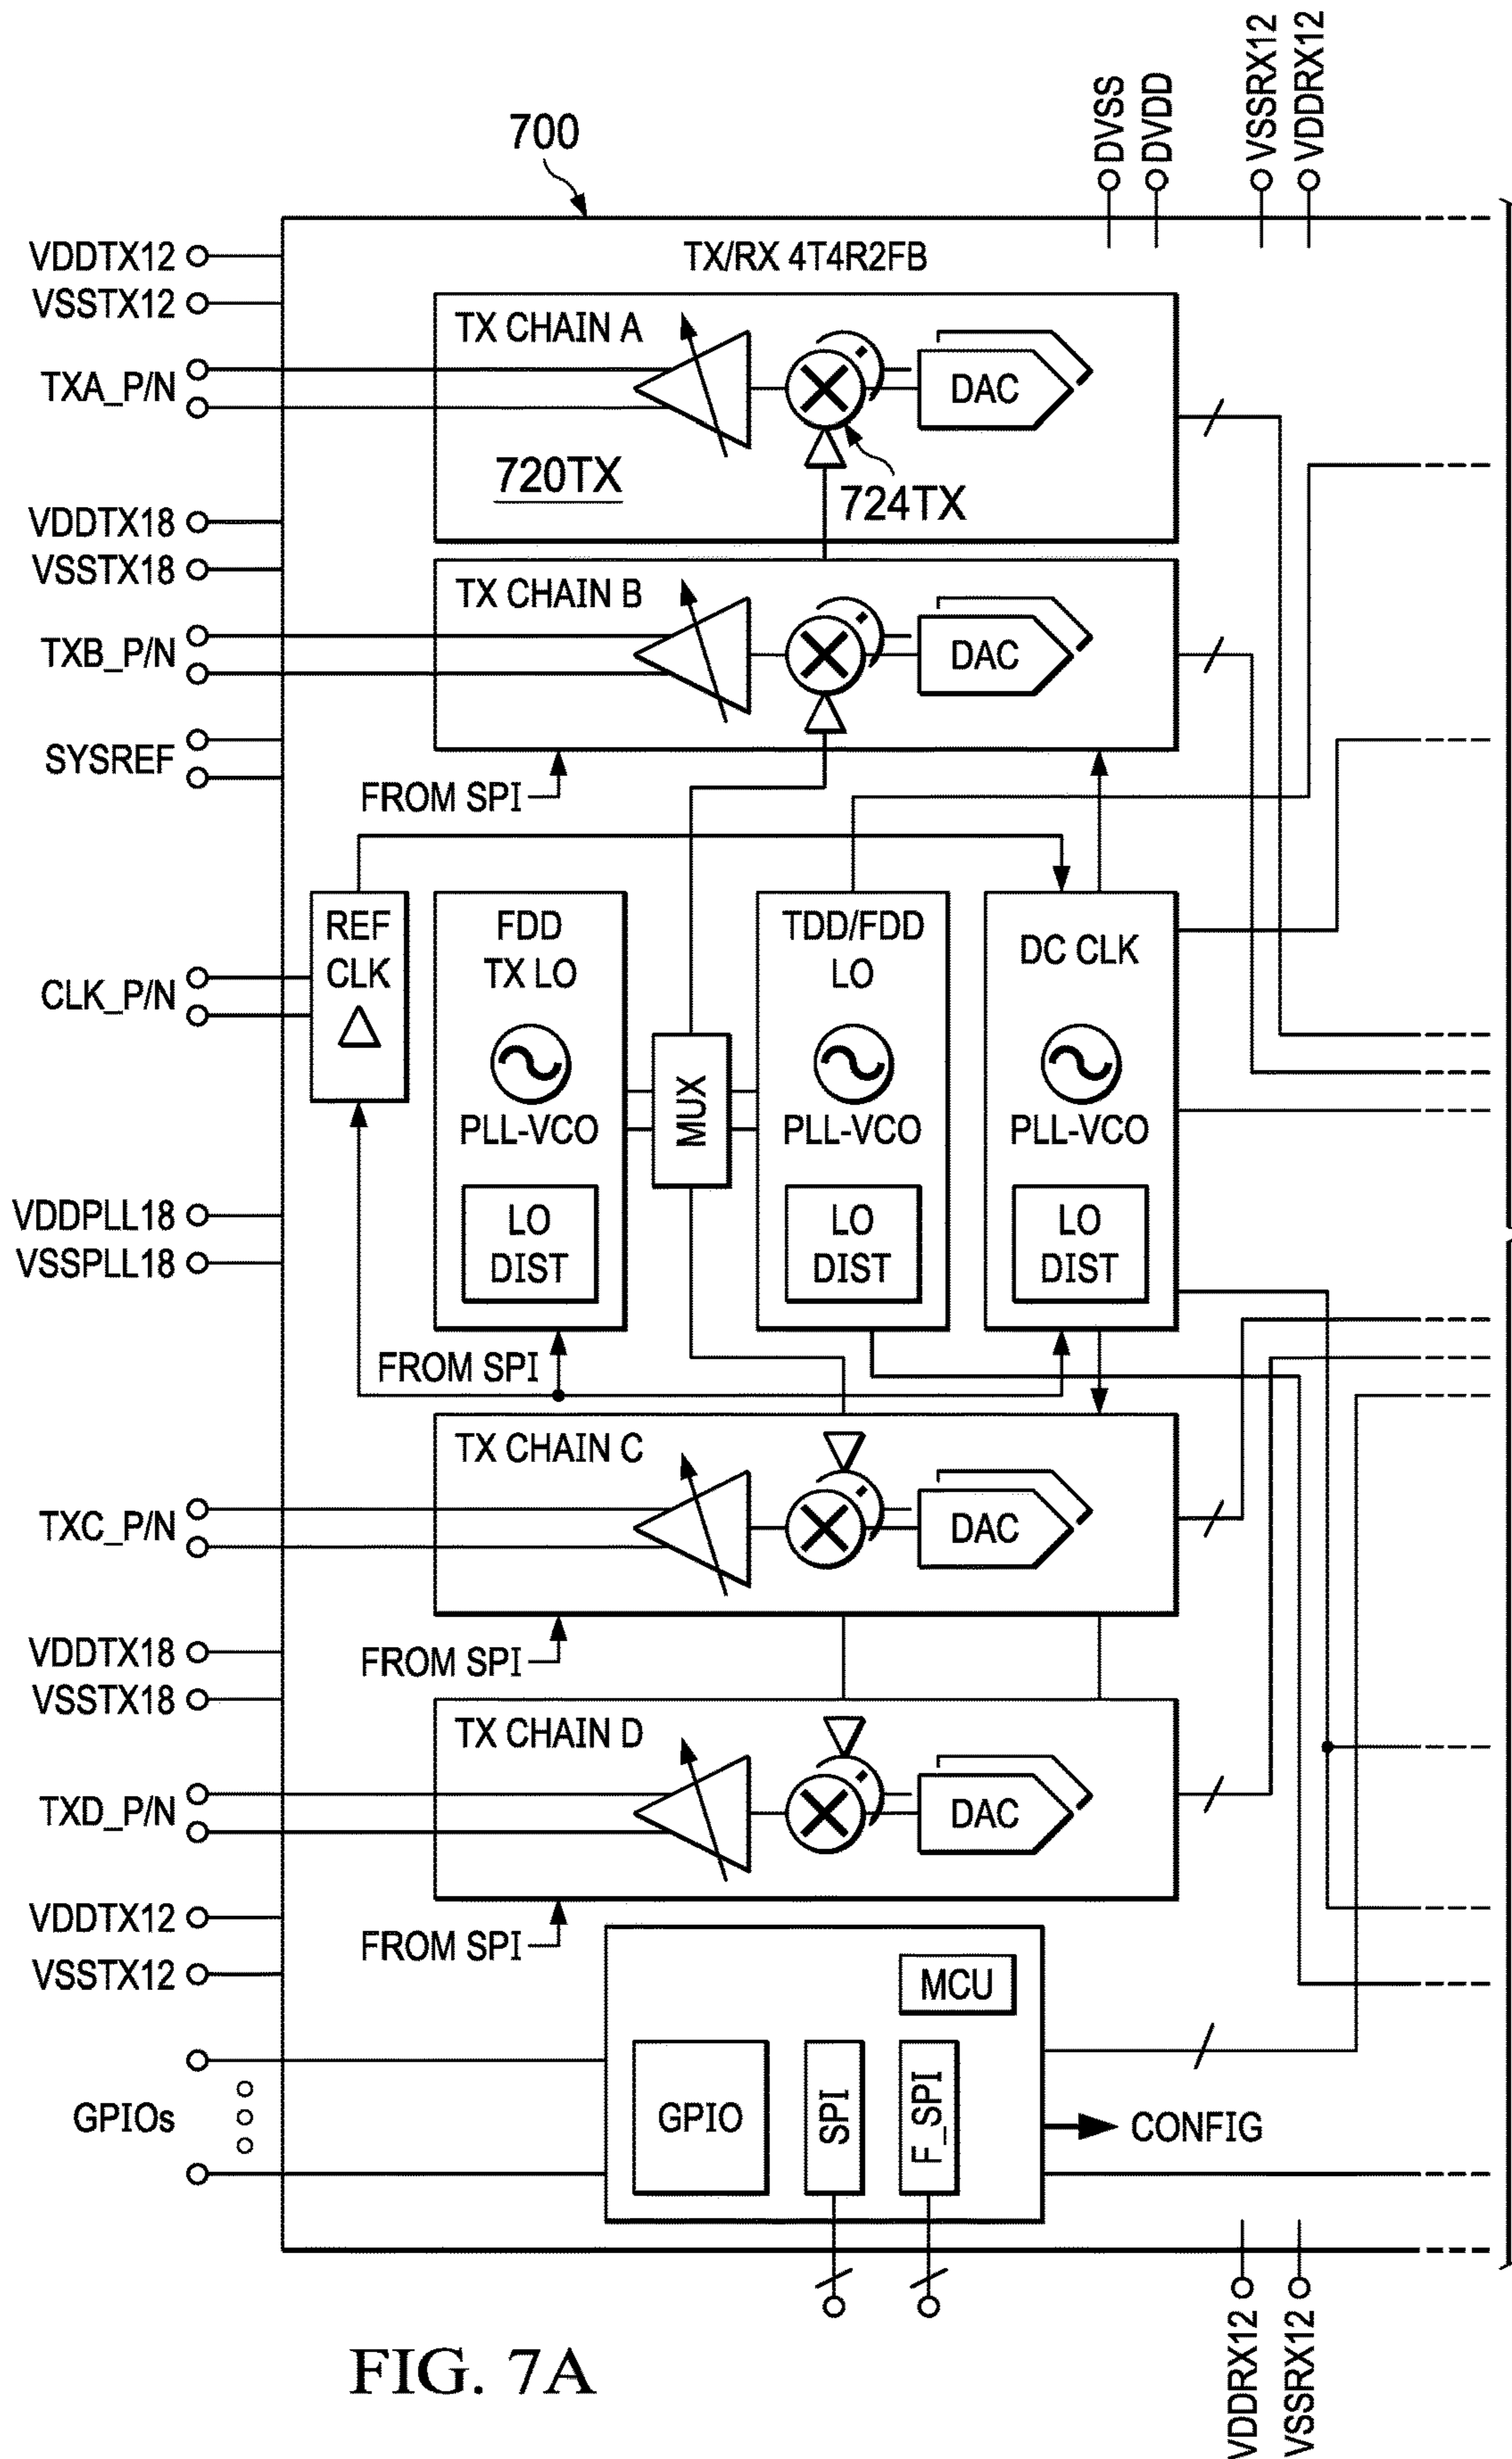 DVSS
DVDD
VSSRX12
VDDRX12
700
TX/RX 4T4R2FB
VDDTX12
VSSTX12
TXA_P/N
TX CHAIN A
DAC
720TX
724TX
VDDTX18
VSSTX18
TXB_P/N
TX CHAIN B
DAC
SYSREF
FROM SPI
CLK_P/N
REF
CLK
FDD
TX LO
PLL-VCO
LO
DIST
MUX
TDD/FDD
LO
PLL-VCO
LO
DIST
DC CLK
PLL-VCO
LO
DIST
VDDPLL18
VSSPLL18
FROM SPI
TXC_P/N
TX CHAIN C
DAC
VDDTX18
VSSTX18
FROM SPI
TXD_P/N
TX CHAIN D
DAC
VDDTX12
VSSTX12
FROM SPI
GPIOs
MCU
GPIO
SPI
F_SPI
CONFIG
VDDRX12
VSSRX12
FIG. 7A